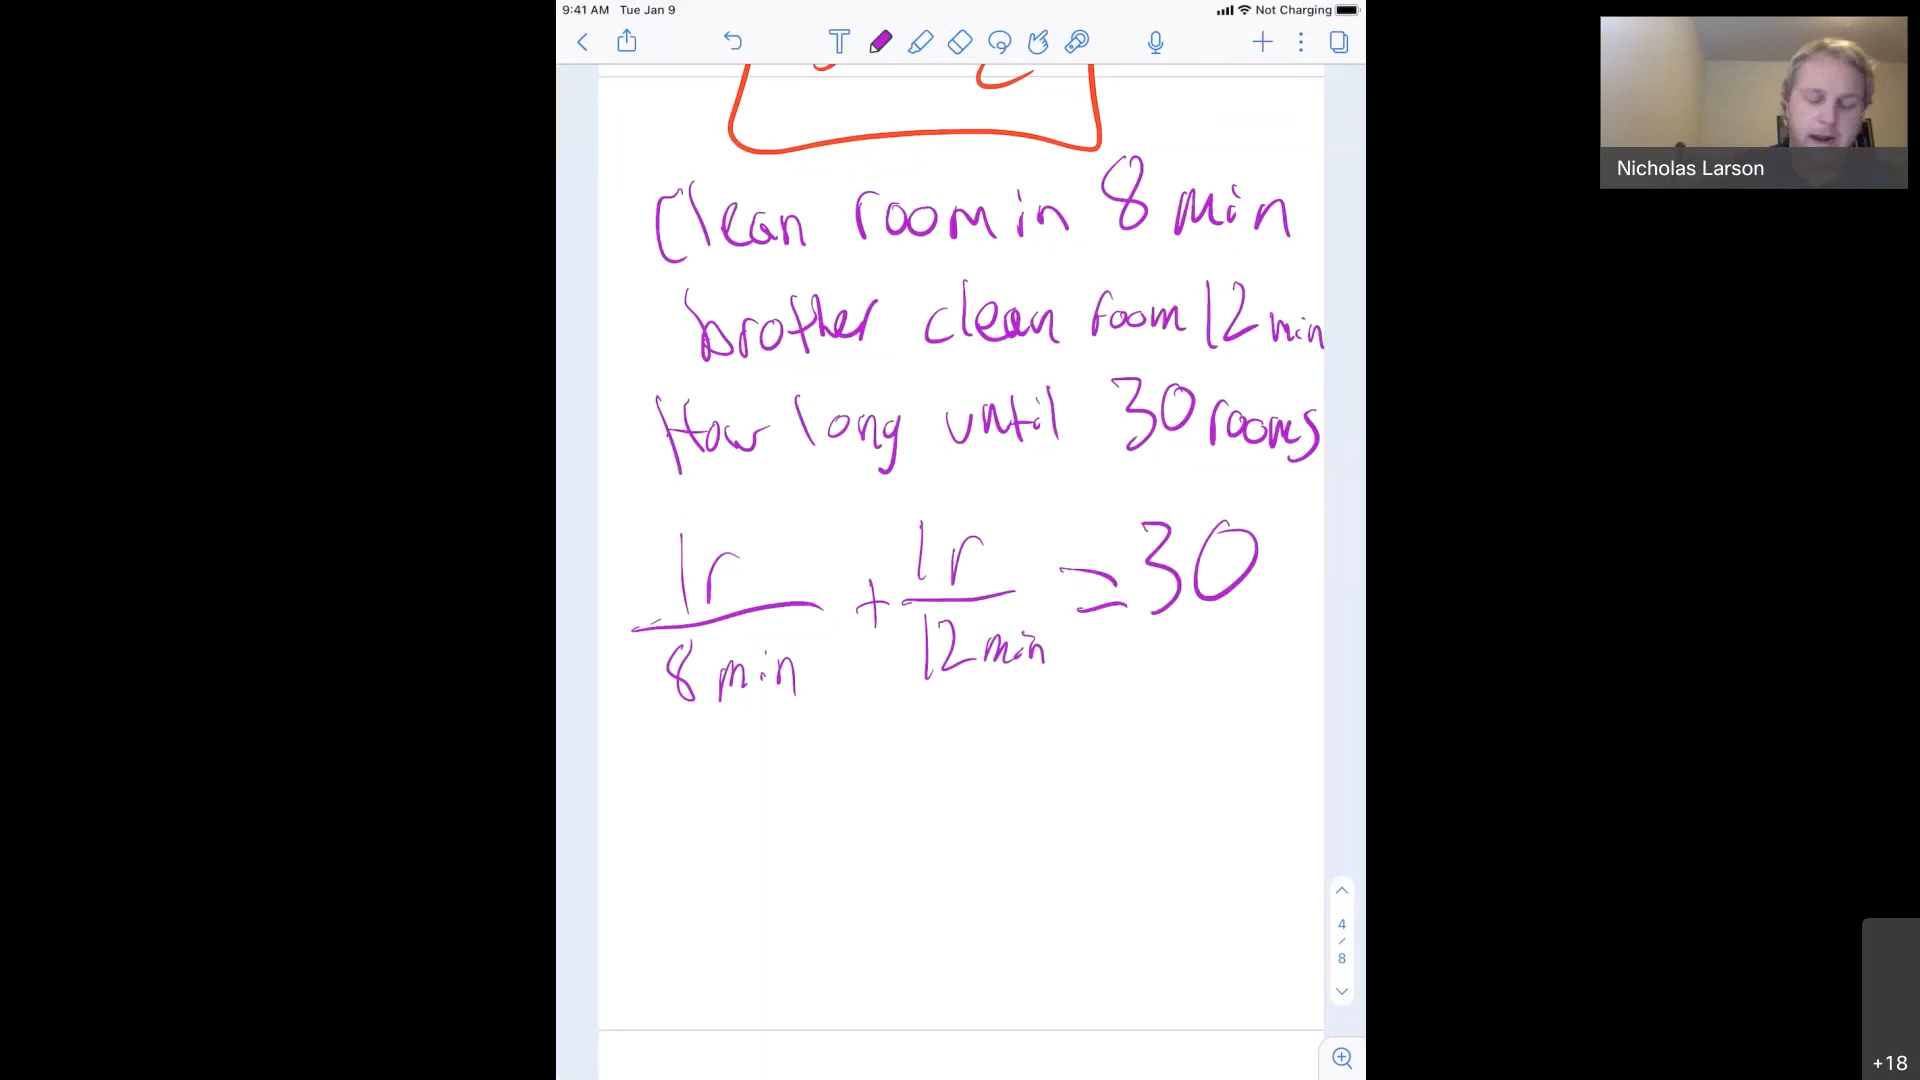 9:41 AM Tue Jan 9
Not Charging
Nicholas Larson
Clean room in 8 min
brother clean room 12 min
How long until 30 rooms
1r / 8 min + 1r / 12 min = 30
4 / 8
+18